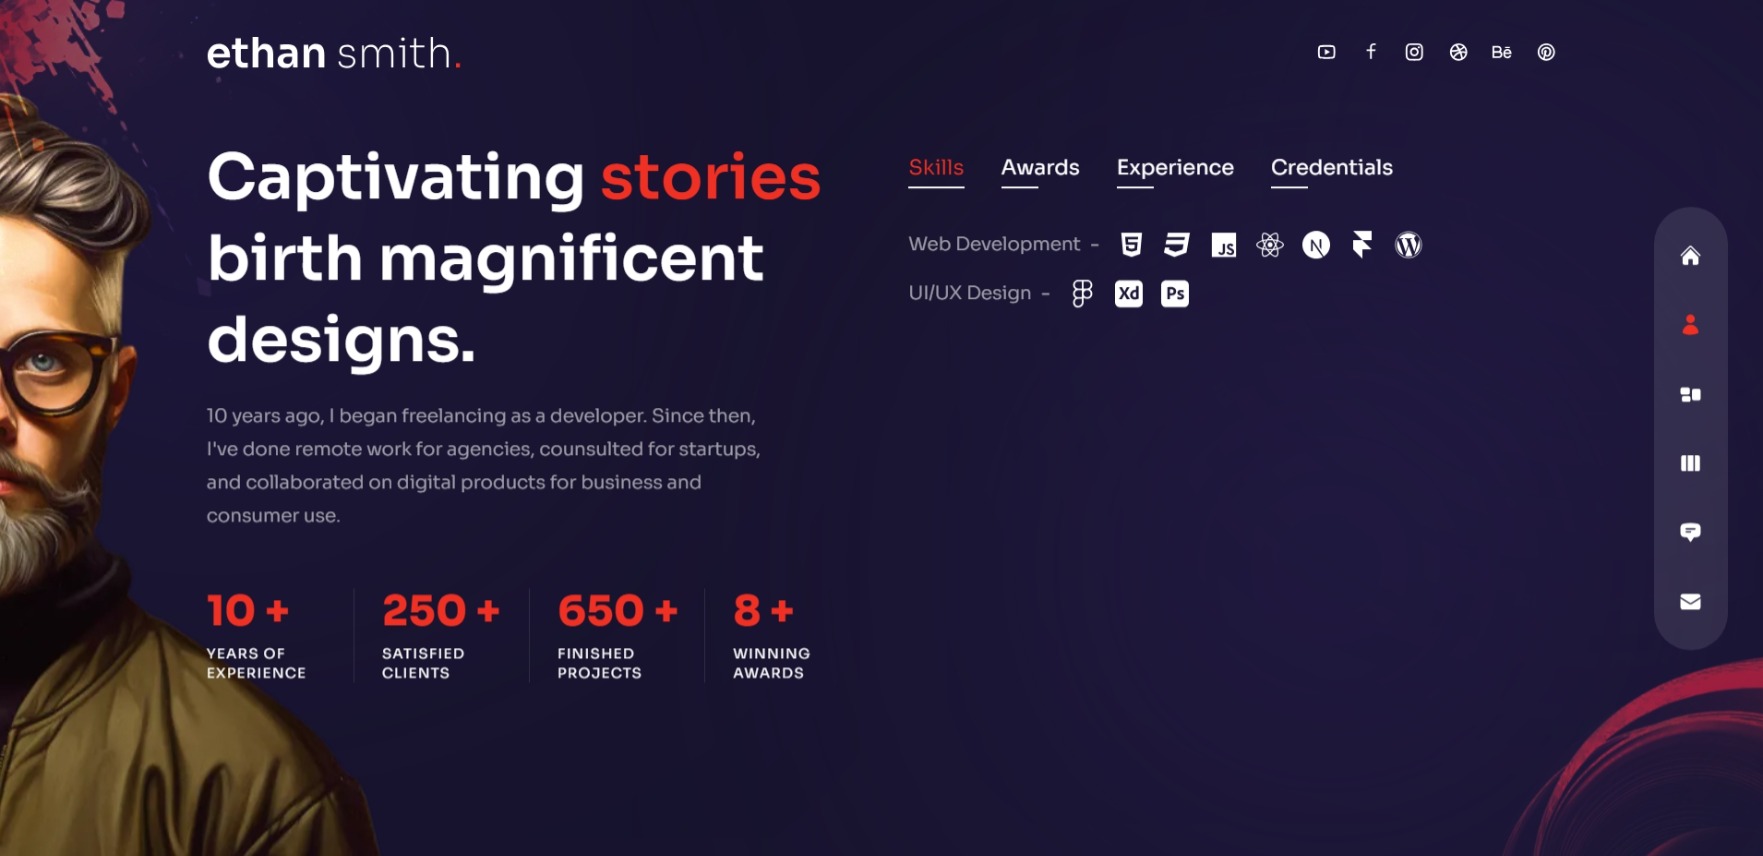 ethan smith.
Bē
Captivating stories
birth magnificent
designs.
10 years ago, I began freelancing as a developer. Since then,
I've done remote work for agencies, counsulted for startups,
and collaborated on digital products for business and
consumer use.
10 +
YEARS OF
EXPERIENCE
250 +
SATISFIED
CLIENTS
650 +
FINISHED
PROJECTS
8 +
WINNING
AWARDS
Skills Awards Experience Credentials
Web Development - 5 JS N W
UI/UX Design - Xd Ps